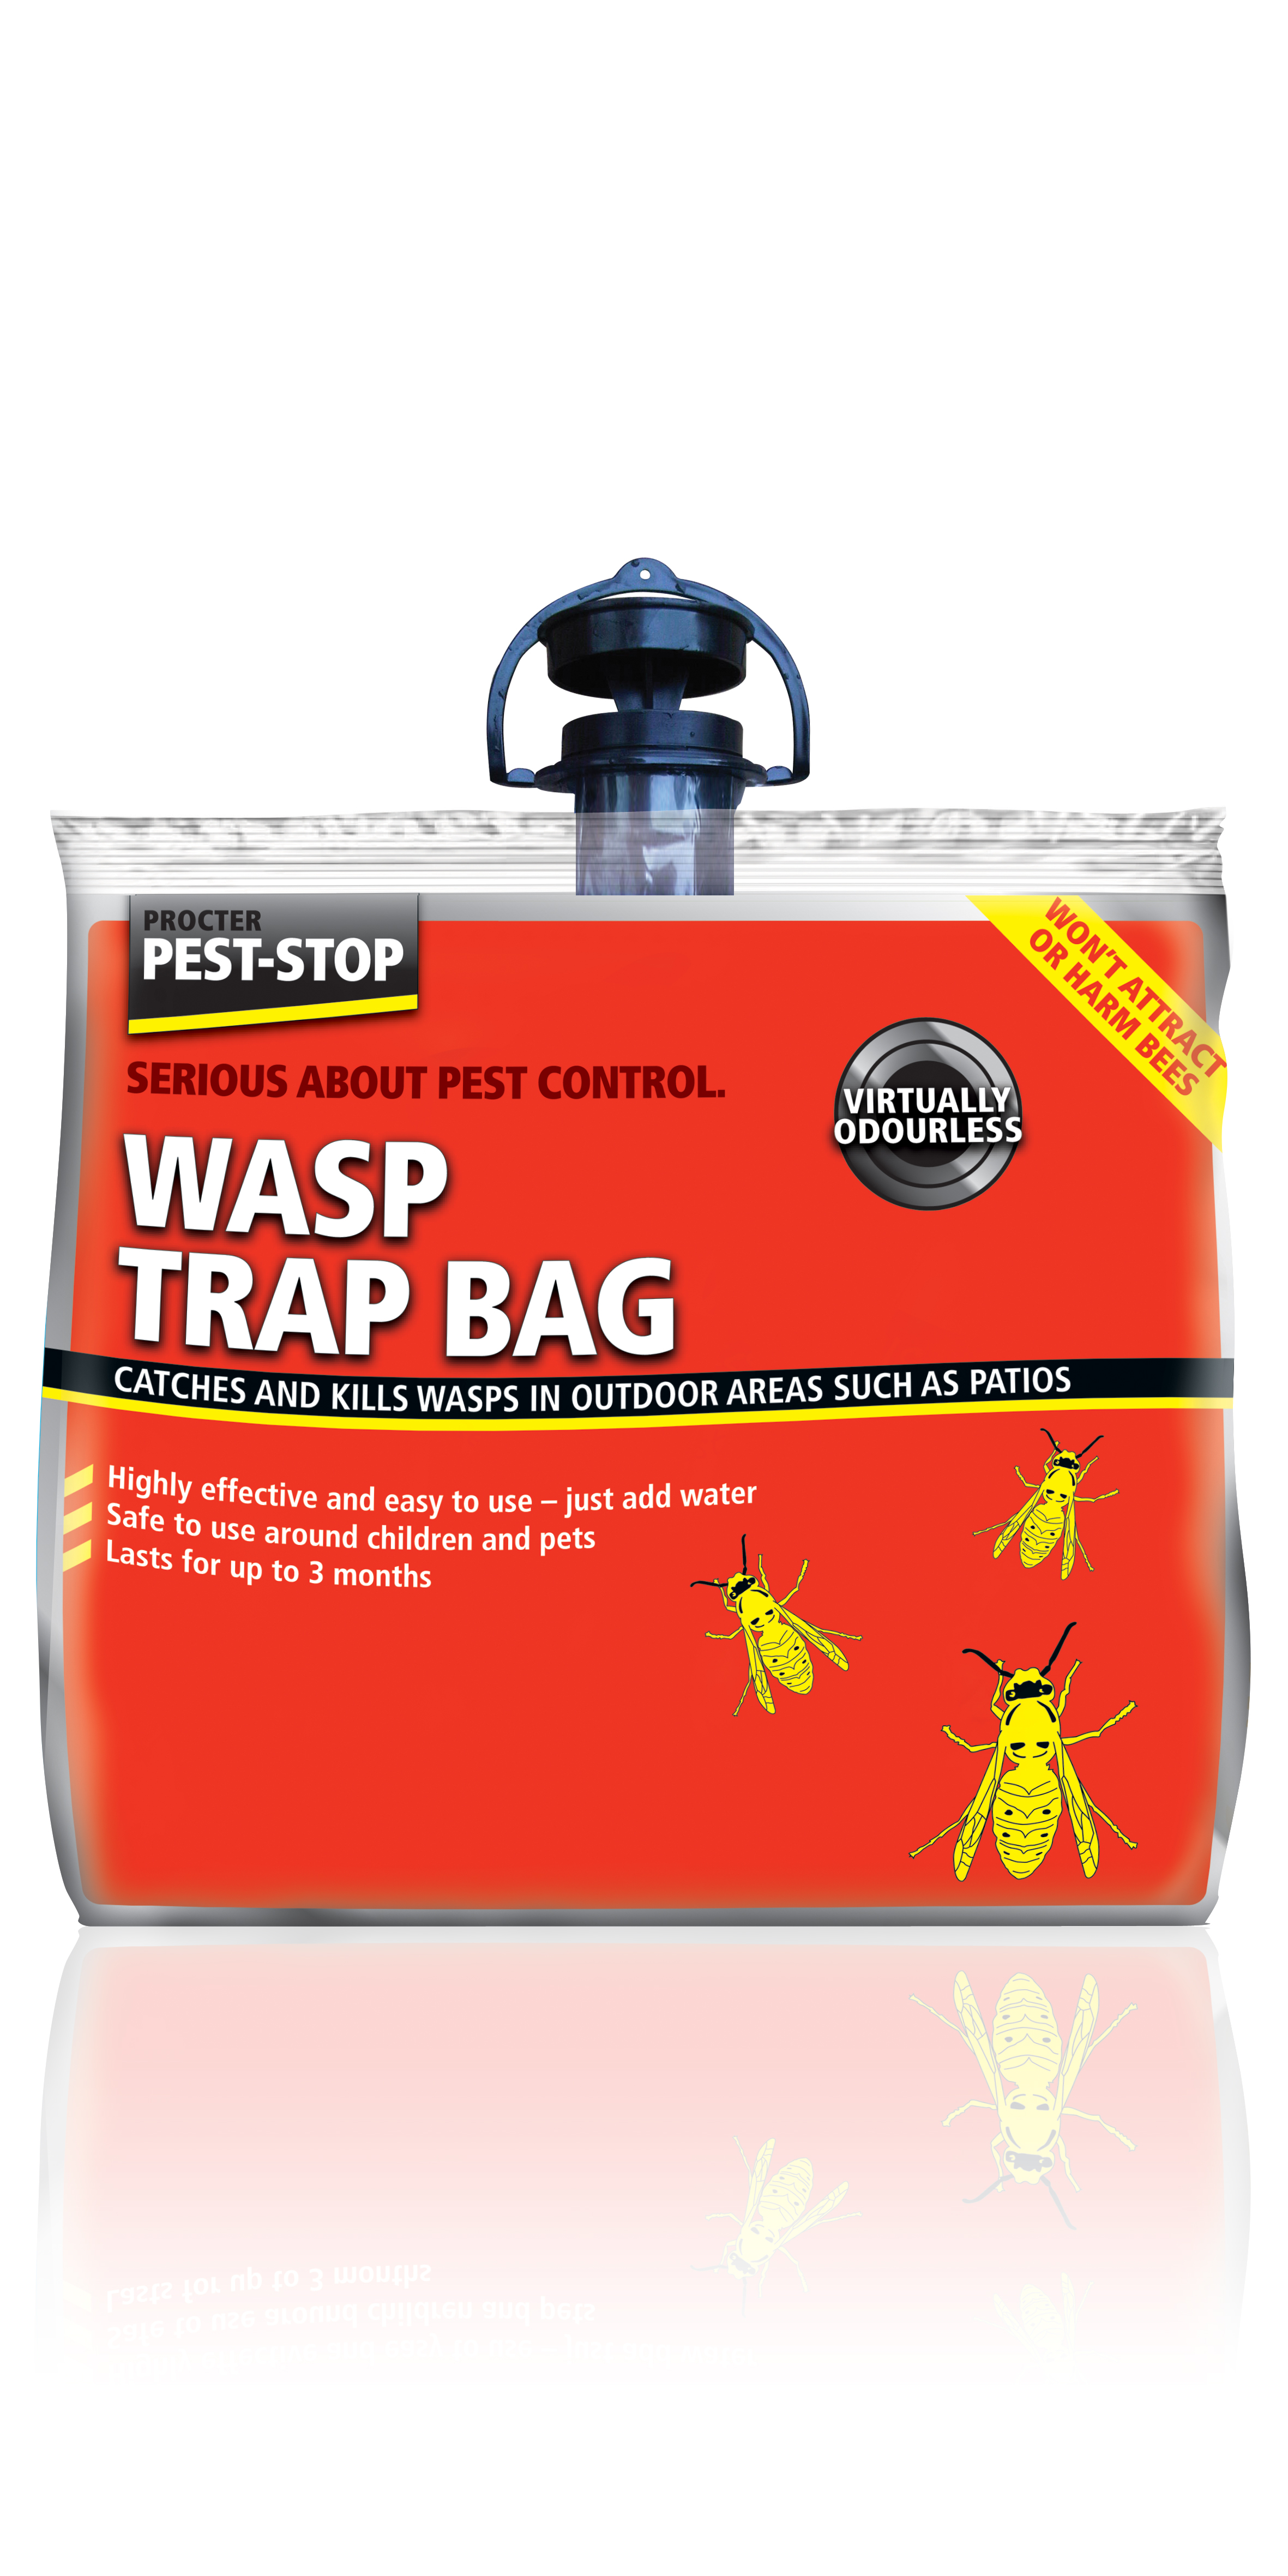 PROCTER
PEST-STOP
WON'T ATTRACT
OR HARM BEES
SERIOUS ABOUT PEST CONTROL.
VIRTUALLY
ODOURLESS
WASP
TRAP BAG
CATCHES AND KILLS WASPS IN OUTDOOR AREAS SUCH AS PATIOS
Highly effective and easy to use – just add water
Safe to use around children and pets
Lasts for up to 3 months